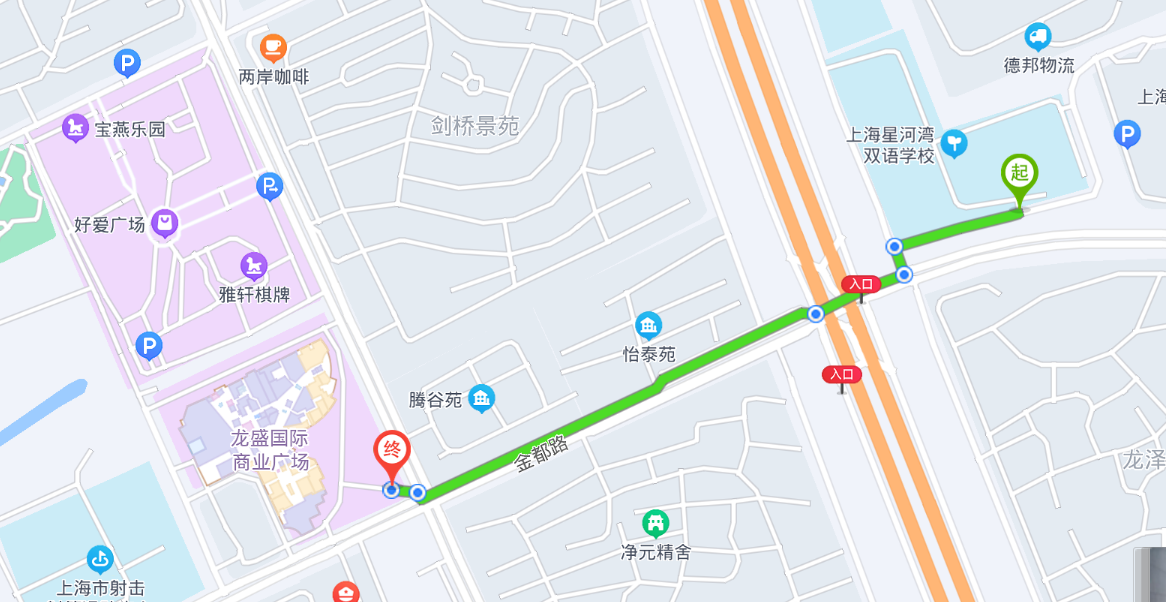 两岸咖啡
德邦物流
上海
P
宝燕乐园
剑桥景苑
上海星河湾
双语学校
P
起
P
好爱广场
雅轩棋牌
入口
P
怡泰苑
入口
腾谷苑
龙盛国际
商业广场
终
金都路
龙泽
净元精舍
上海市射击